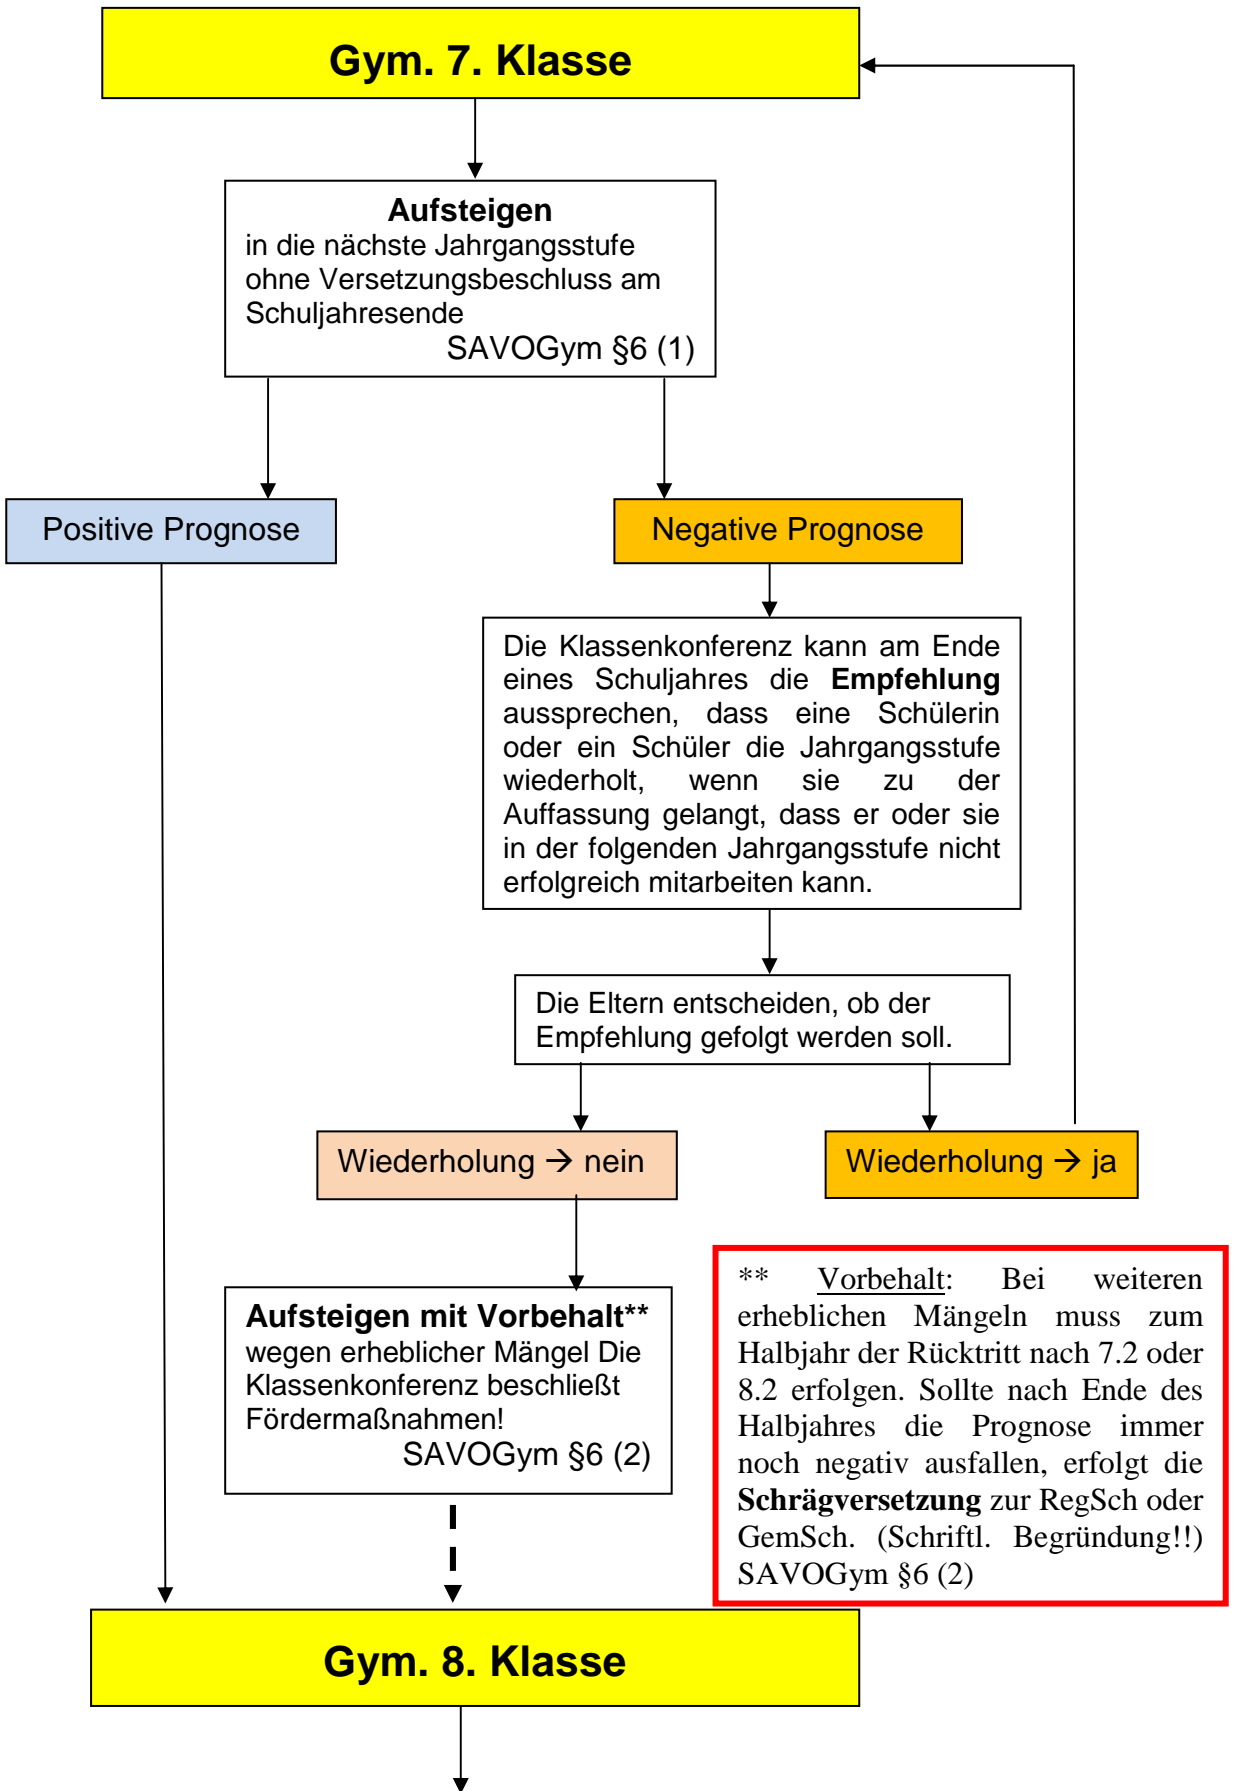 Gym. 7. Klasse
Aufsteigen
in die nächste Jahrgangsstufe
ohne Versetzungsbeschluss am
Schuljahresende
SAVOGym §6 (1)
Positive Prognose
Negative Prognose
Die Klassenkonferenz kann am Ende
eines Schuljahres die Empfehlung
aussprechen, dass eine Schülerin
oder ein Schüler die Jahrgangsstufe
wiederholt, wenn sie zu der
Auffassung gelangt, dass er oder sie
in der folgenden Jahrgangsstufe nicht
erfolgreich mitarbeiten kann.
Die Eltern entscheiden, ob der
Empfehlung gefolgt werden soll.
Wiederholung → nein
Wiederholung → ja
Aufsteigen mit Vorbehalt**
wegen erheblicher Mängel Die
Klassenkonferenz beschließt
Fördermaßnahmen!
SAVOGym §6 (2)
** Vorbehalt: Bei weiteren
erheblichen Mängeln muss zum
Halbjahr der Rücktritt nach 7.2 oder
8.2 erfolgen. Sollte nach Ende des
Halbjahres die Prognose immer
noch negativ ausfallen, erfolgt die
Schrägversetzung zur RegSch oder
GemSch. (Schriftl. Begründung!!)
SAVOGym §6 (2)
Gym. 8. Klasse